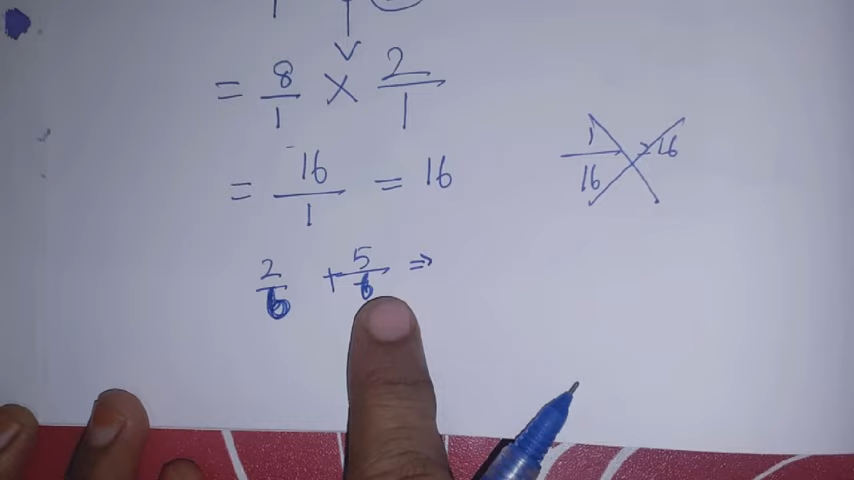 = 8/1 × 2/1
= 16/1 = 16
1/16 = 16
2/6 + 5/6 ⇒